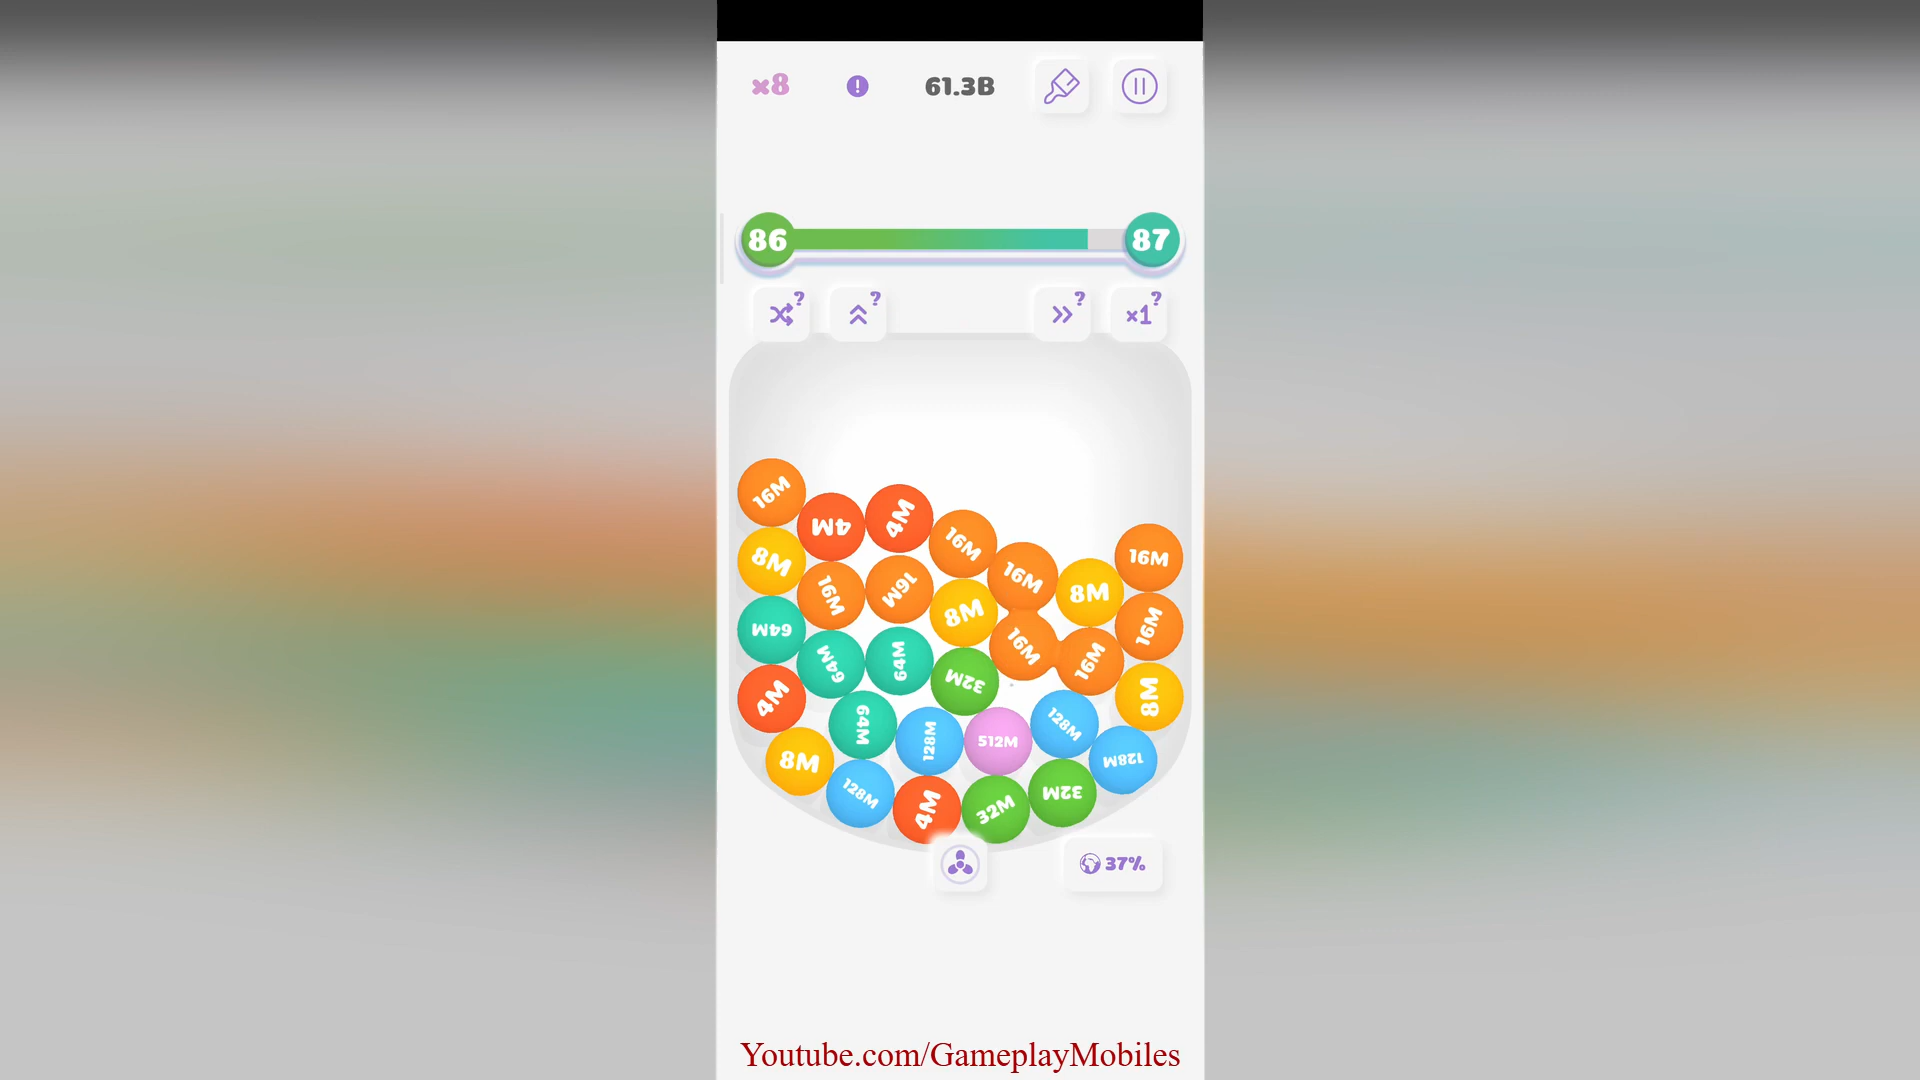 ×8 ! 61.3B
86 87
? ? ? ×1 ?
16M
4M 4M
16M 16M 16M
8M 16M 16M 8M 8M
64M 16M 16M 16M
64M 64M 32M
4M 8M
64M 128M 512M 128M
8M 128M
128M 4M 32M 32M
37%
Youtube.com/GameplayMobiles